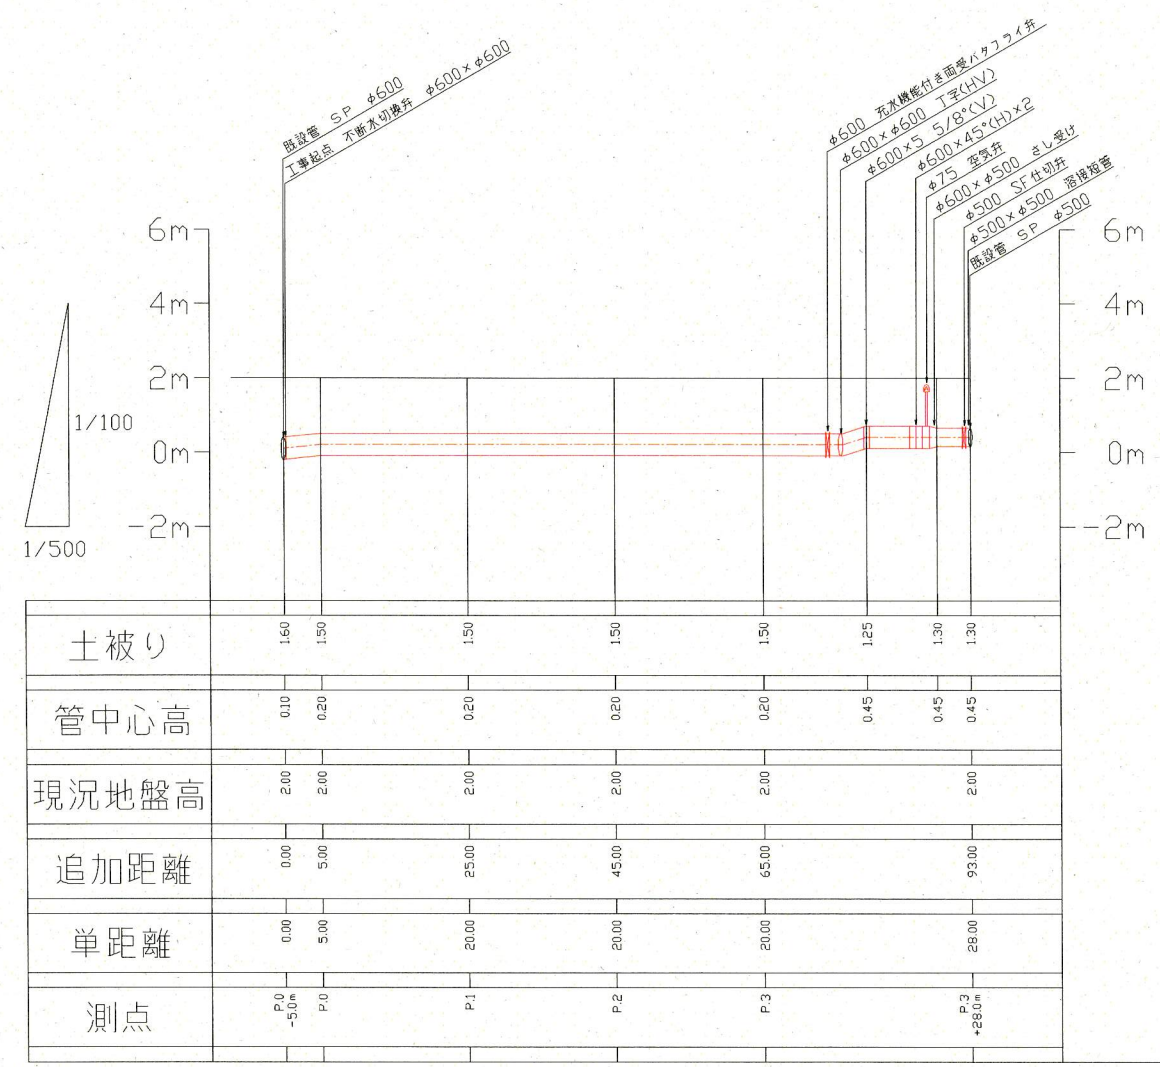 既設管 SP φ600
工事起点 不断水切換弁 φ600×φ600
φ600 充水機能付き両受バタフライ弁
φ600×φ600 丁字(HV)
φ600×5 5/8°(V)
φ600×45°(H)×2
φ75 空気弁
φ600×φ500 さし受け
φ500 SF仕切弁
φ500×φ500 溶接短管
既設管 SP φ500
6m 6m
4m 4m
2m 2m
0m 0m
-2m -2m
1/100
1/500
土被り 1.60 1.50 1.50 1.50 1.50 1.25 1.30 1.30
管中心高 0.10 0.20 0.20 0.20 0.20 0.45 0.45 0.45
現況地盤高 2.00 2.00 2.00 2.00 2.00 2.00
追加距離 0.00 5.00 25.00 45.00 65.00 93.00
単距離 0.00 5.00 20.00 20.00 20.00 28.00
測点 P.0 -5.0m P.0 P.1 P.2 P.3 P.3 +28.0m